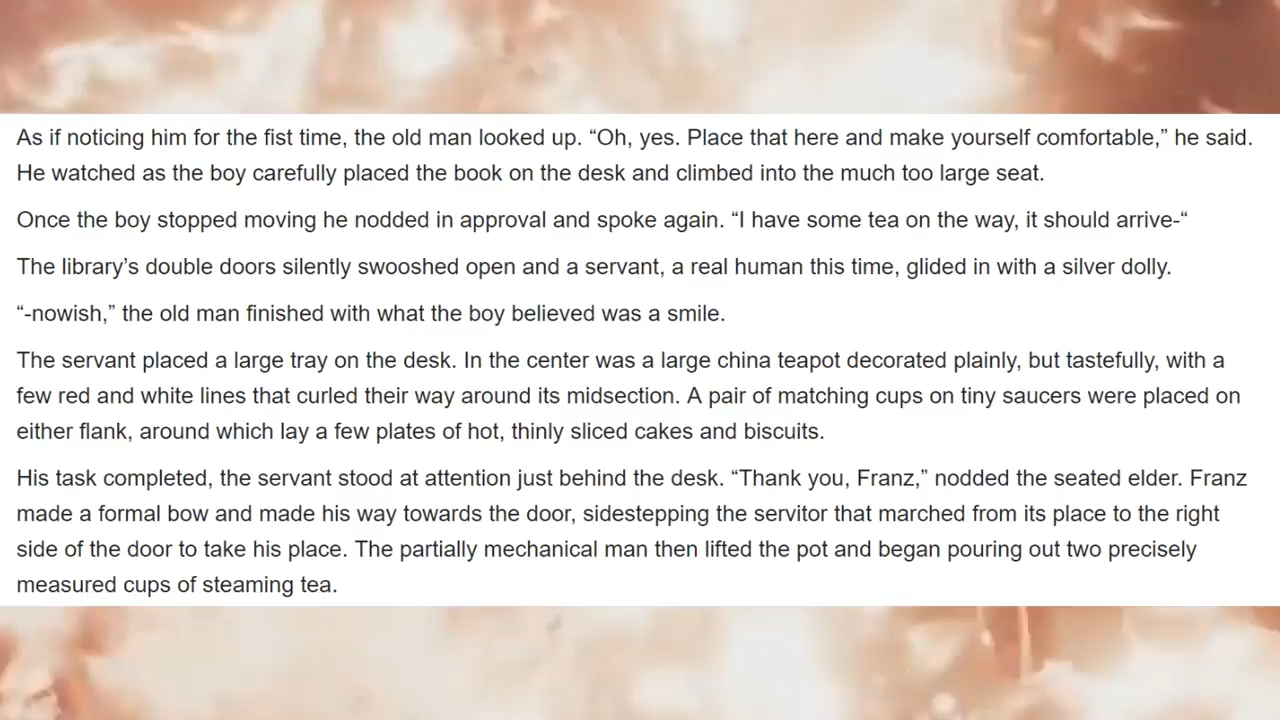 As if noticing him for the fist time, the old man looked up. “Oh, yes. Place that here and make yourself comfortable,” he said.
He watched as the boy carefully placed the book on the desk and climbed into the much too large seat.
Once the boy stopped moving he nodded in approval and spoke again. “I have some tea on the way, it should arrive-“
The library’s double doors silently swooshed open and a servant, a real human this time, glided in with a silver dolly.
“-nowish,” the old man finished with what the boy believed was a smile.
The servant placed a large tray on the desk. In the center was a large china teapot decorated plainly, but tastefully, with a
few red and white lines that curled their way around its midsection. A pair of matching cups on tiny saucers were placed on
either flank, around which lay a few plates of hot, thinly sliced cakes and biscuits.
His task completed, the servant stood at attention just behind the desk. “Thank you, Franz,” nodded the seated elder. Franz
made a formal bow and made his way towards the door, sidestepping the servitor that marched from its place to the right
side of the door to take his place. The partially mechanical man then lifted the pot and began pouring out two precisely
measured cups of steaming tea.